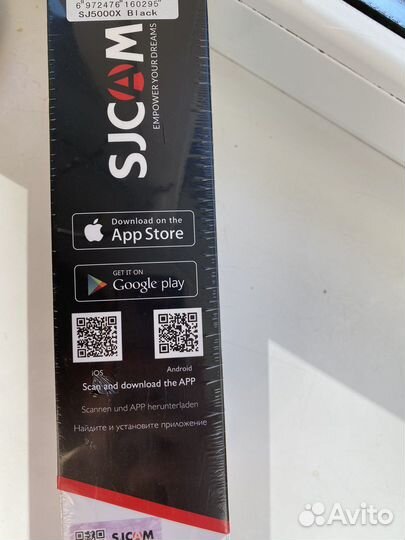 6 972476 160295
SJ5000X Black
SJCAM
EMPOWER YOUR DREAMS
Download on the
App Store
GET IT ON
Google play
iOS
Android
Scan and download the APP
Scannen und APP herunterladen
Найдите и установите приложение
SJCAM
Avito